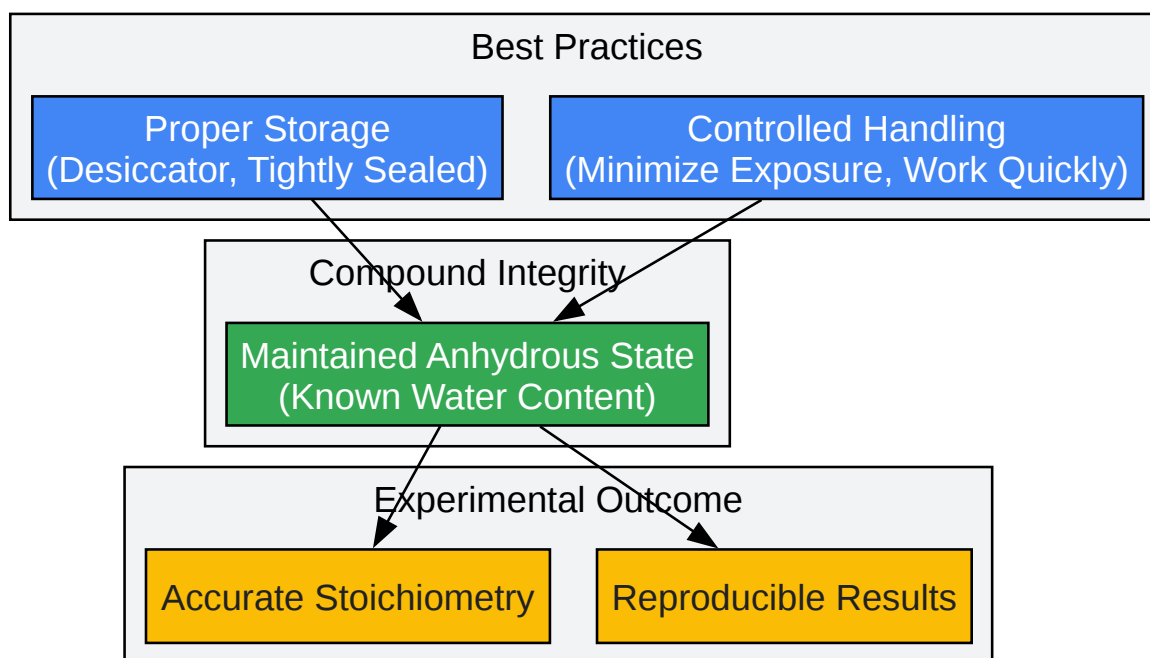 Best Practices
Proper Storage
(Desiccator, Tightly Sealed)
Controlled Handling
(Minimize Exposure, Work Quickly)
Compound Integrity
Maintained Anhydrous State
(Known Water Content)
Experimental Outcome
Accurate Stoichiometry
Reproducible Results